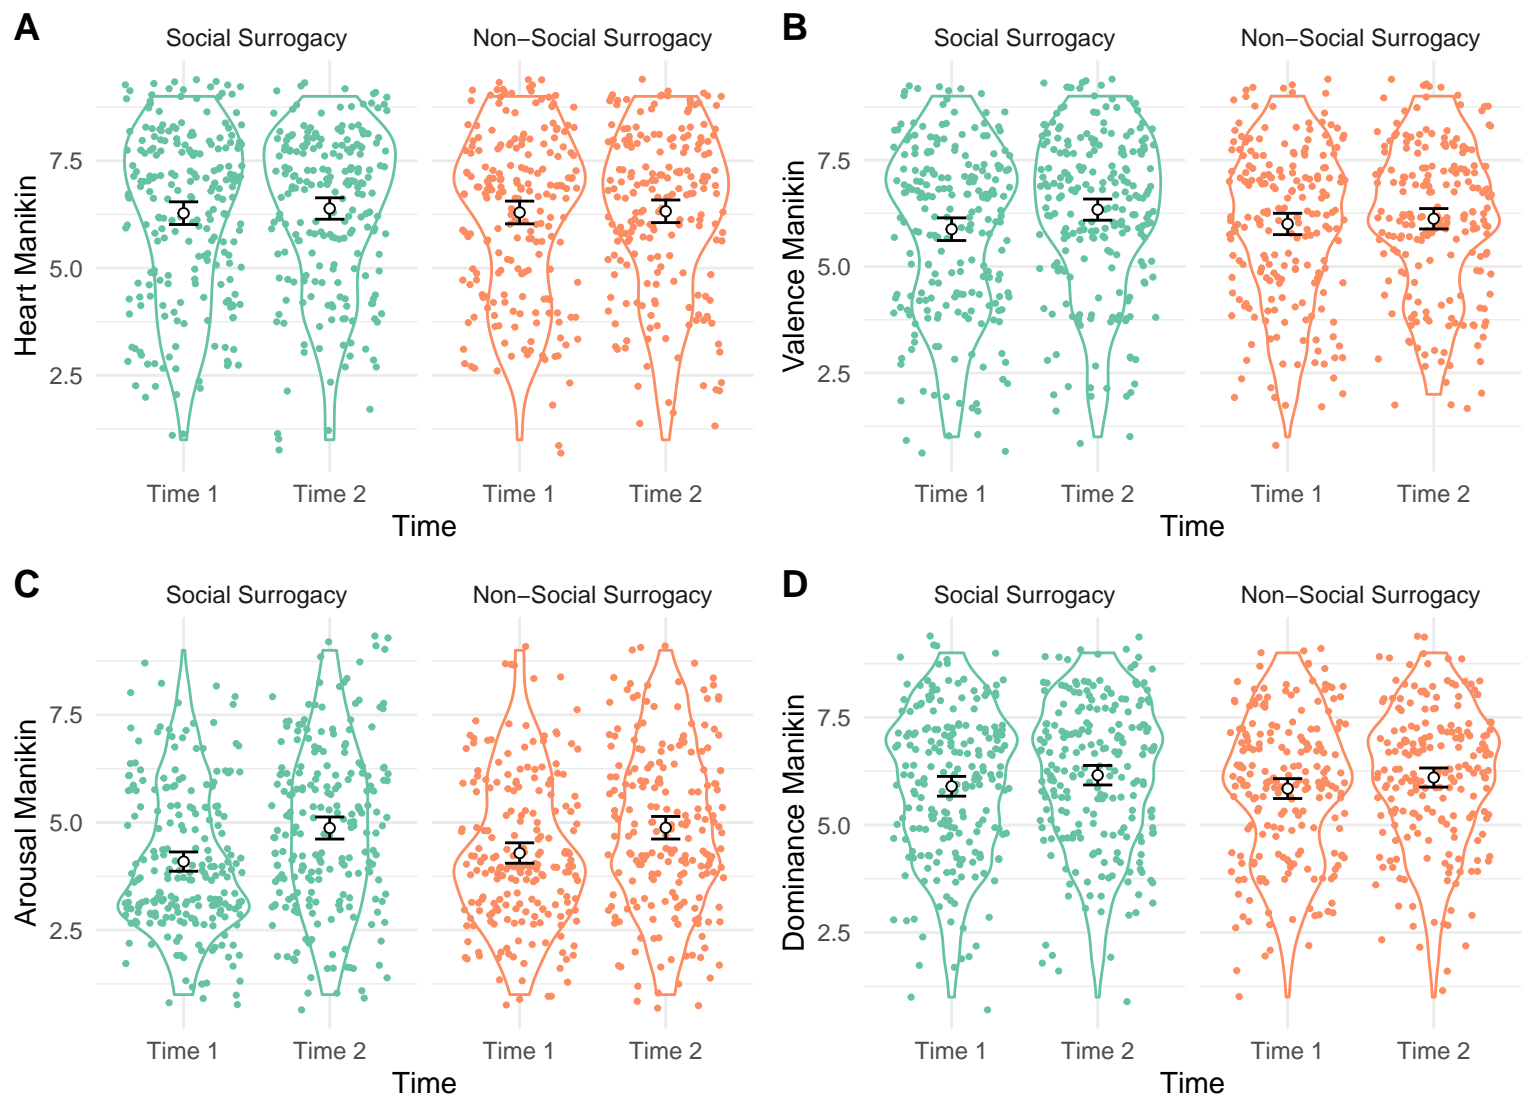 A
Social Surrogacy
Non−Social Surrogacy
Heart Manikin
7.5
5.0
2.5
Time 1
Time 2
Time 1
Time 2
Time
B
Social Surrogacy
Non−Social Surrogacy
Valence Manikin
7.5
5.0
2.5
Time 1
Time 2
Time 1
Time 2
Time
C
Social Surrogacy
Non−Social Surrogacy
Arousal Manikin
7.5
5.0
2.5
Time 1
Time 2
Time 1
Time 2
Time
D
Social Surrogacy
Non−Social Surrogacy
Dominance Manikin
7.5
5.0
2.5
Time 1
Time 2
Time 1
Time 2
Time